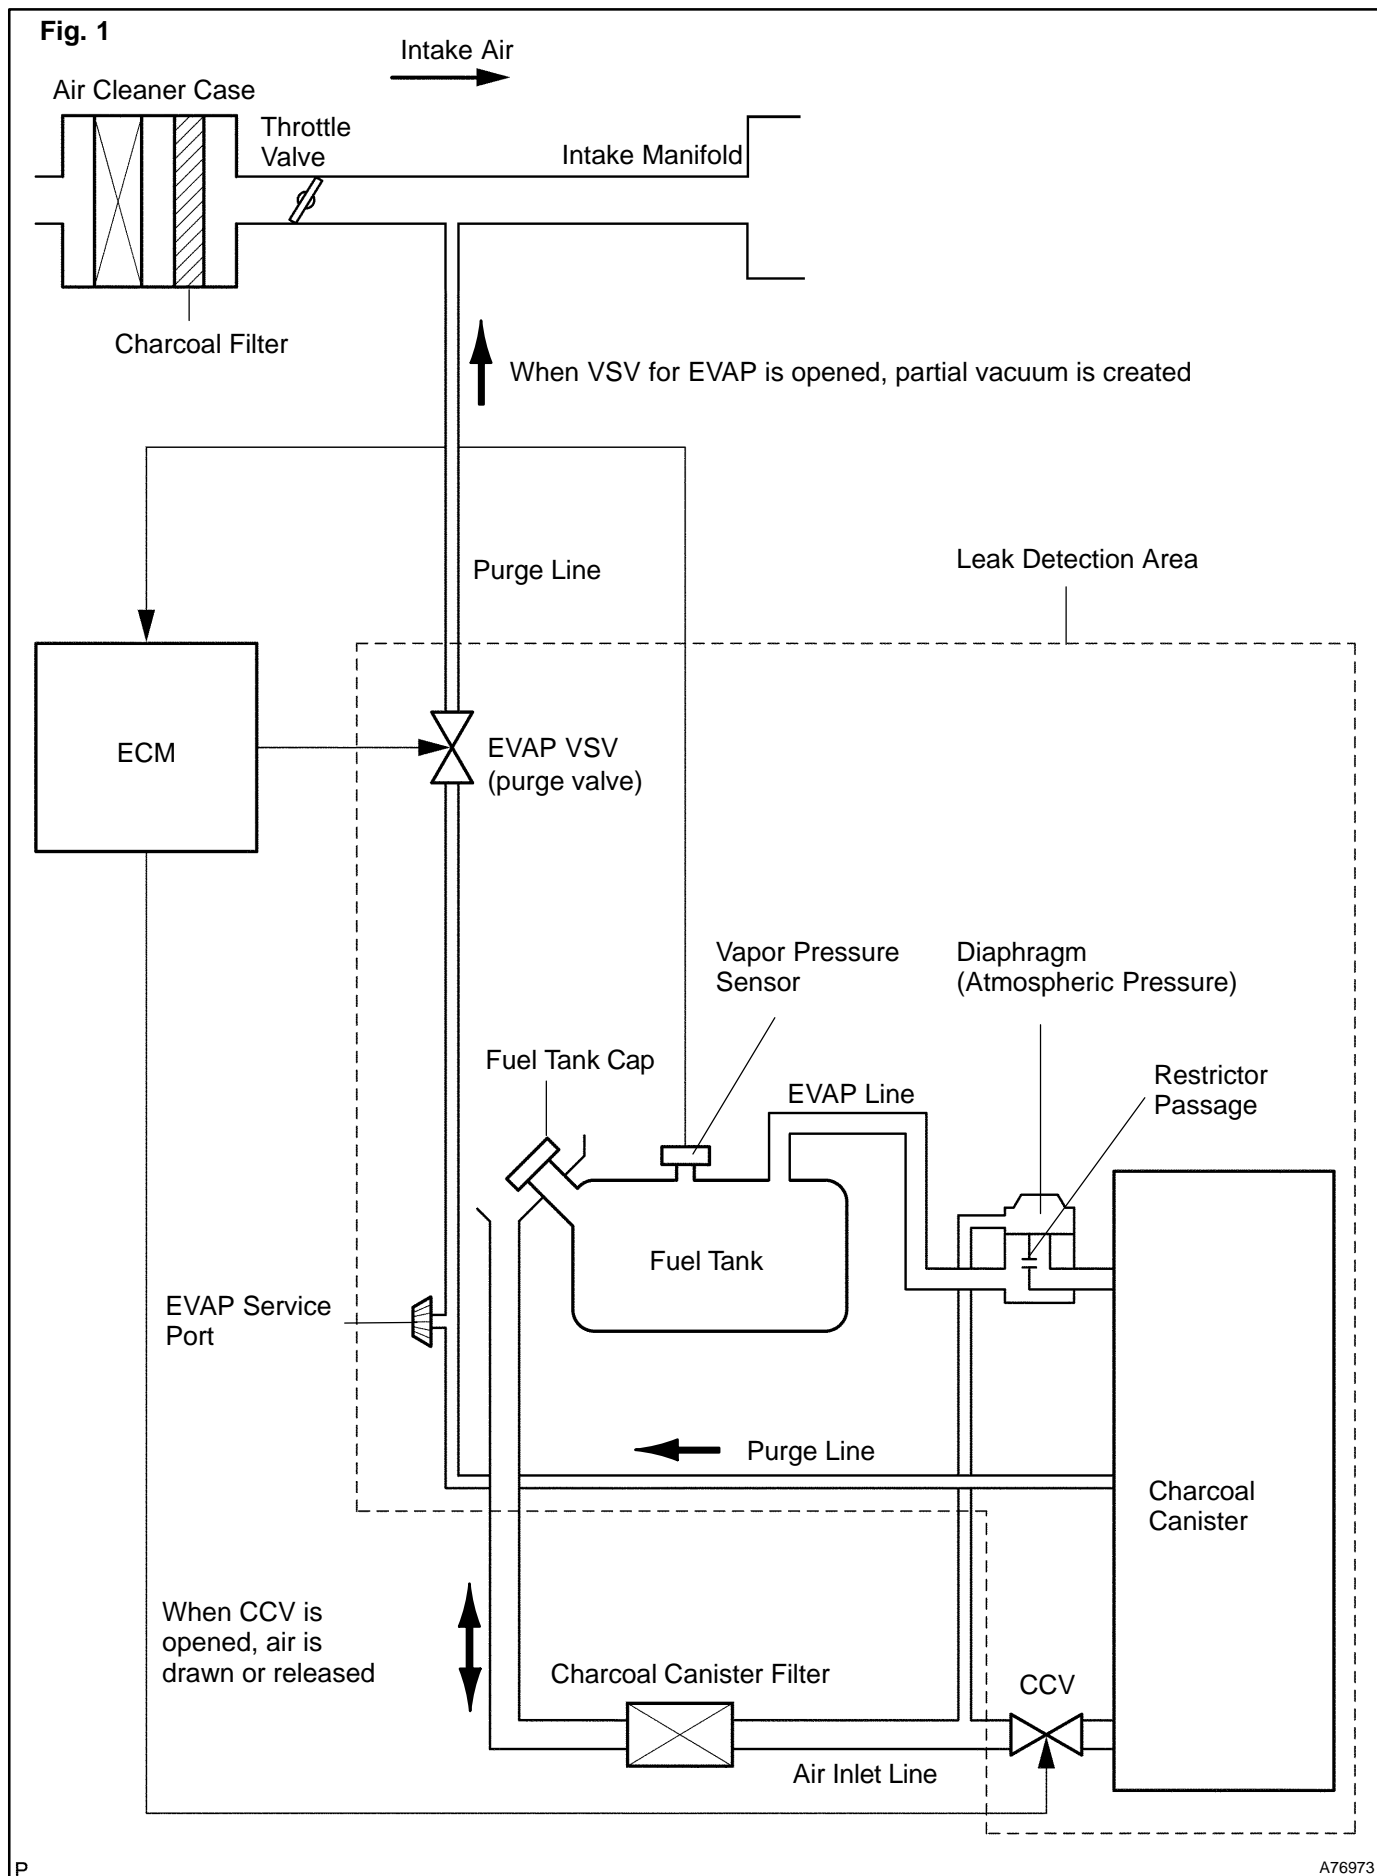 Fig. 1
Intake Air
Air Cleaner Case
Throttle
Valve
Intake Manifold
Charcoal Filter
When VSV for EVAP is opened, partial vacuum is created
Purge Line
Leak Detection Area
ECM
EVAP VSV
(purge valve)
Vapor Pressure
Sensor
Diaphragm
(Atmospheric Pressure)
Fuel Tank Cap
EVAP Line
Restrictor
Passage
Fuel Tank
EVAP Service
Port
Purge Line
Charcoal
Canister
When CCV is
opened, air is
drawn or released
Charcoal Canister Filter
CCV
Air Inlet Line
P
A76973